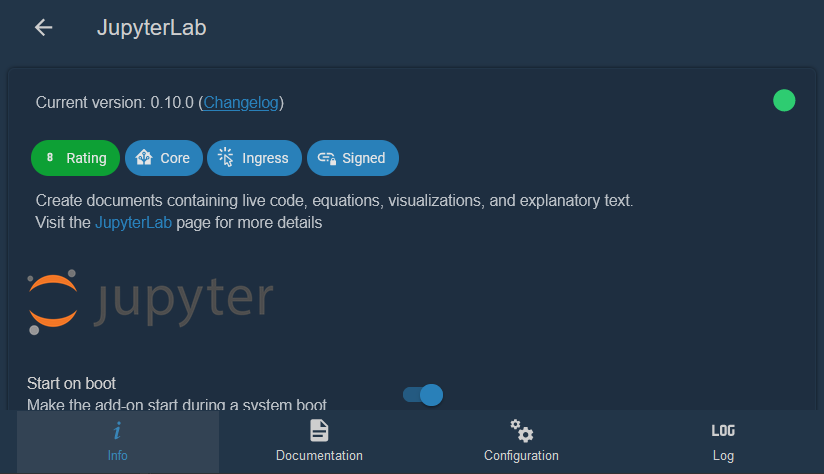 JupyterLab
Current version: 0.10.0 (Changelog)
8 Rating Core Ingress Signed
Create documents containing live code, equations, visualizations, and explanatory text.
Visit the JupyterLab page for more details
jupyter
Start on boot
Make the add-on start during a system boot
i LOG
Info Documentation Configuration Log